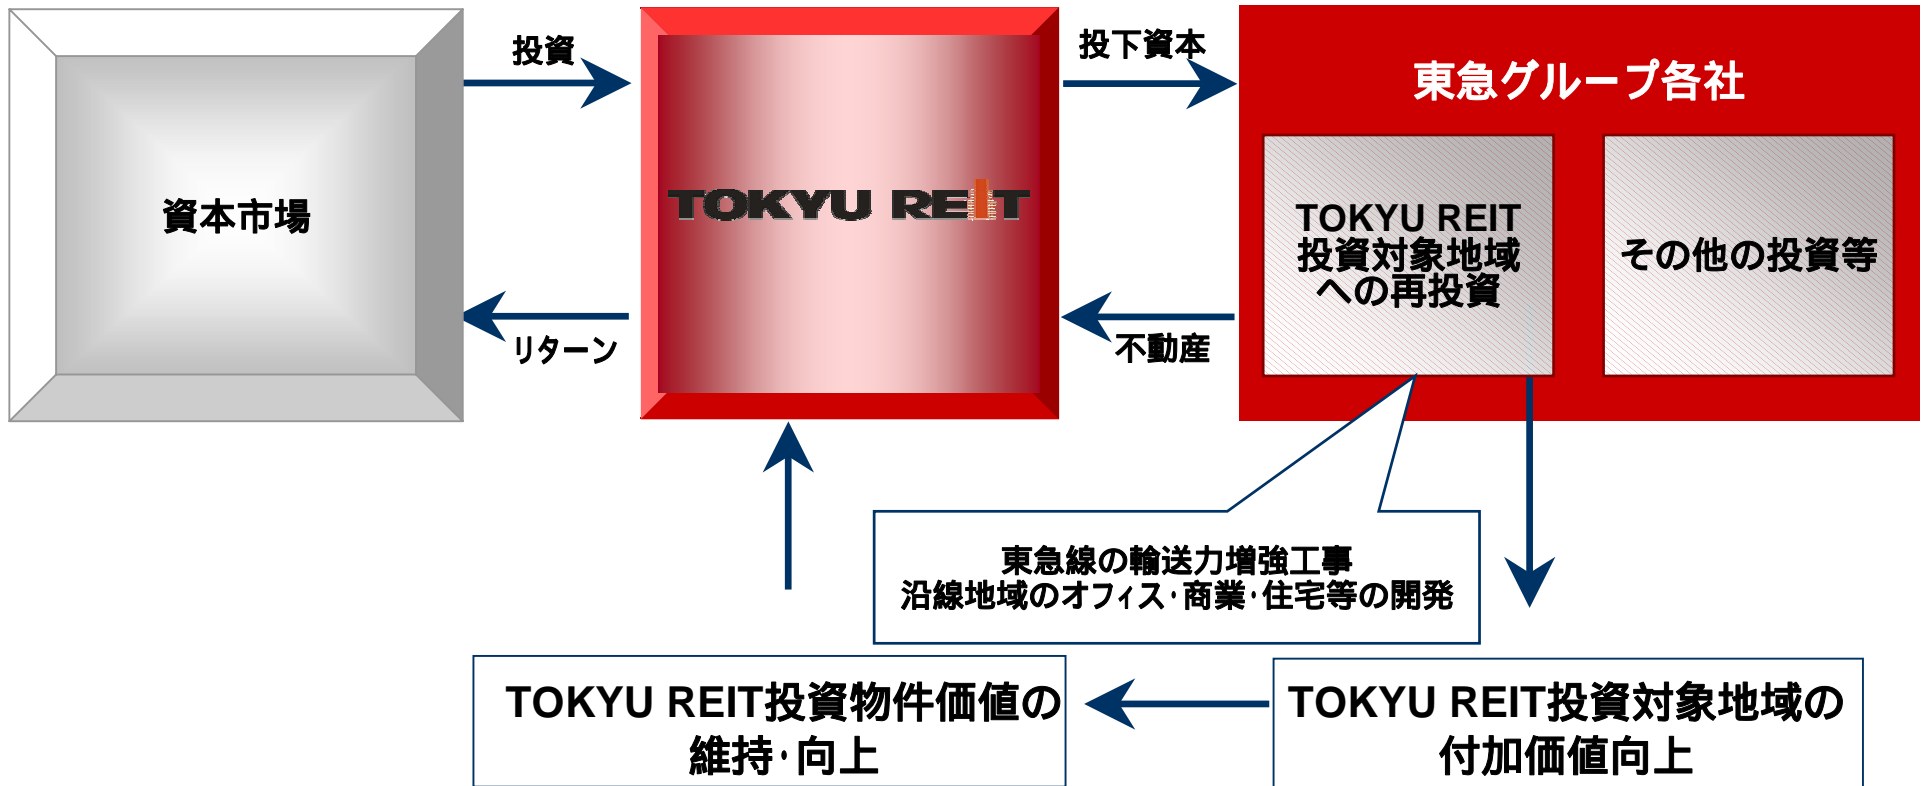 資本市場
投資
リターン
TOKYU REIT
投下資本
不動産
東急グループ各社
TOKYU REIT
投資対象地域
への再投資
その他の投資等
東急線の輸送力増強工事
沿線地域のオフィス・商業・住宅等の開発
TOKYU REIT投資物件価値の
維持・向上
TOKYU REIT投資対象地域の
付加価値向上